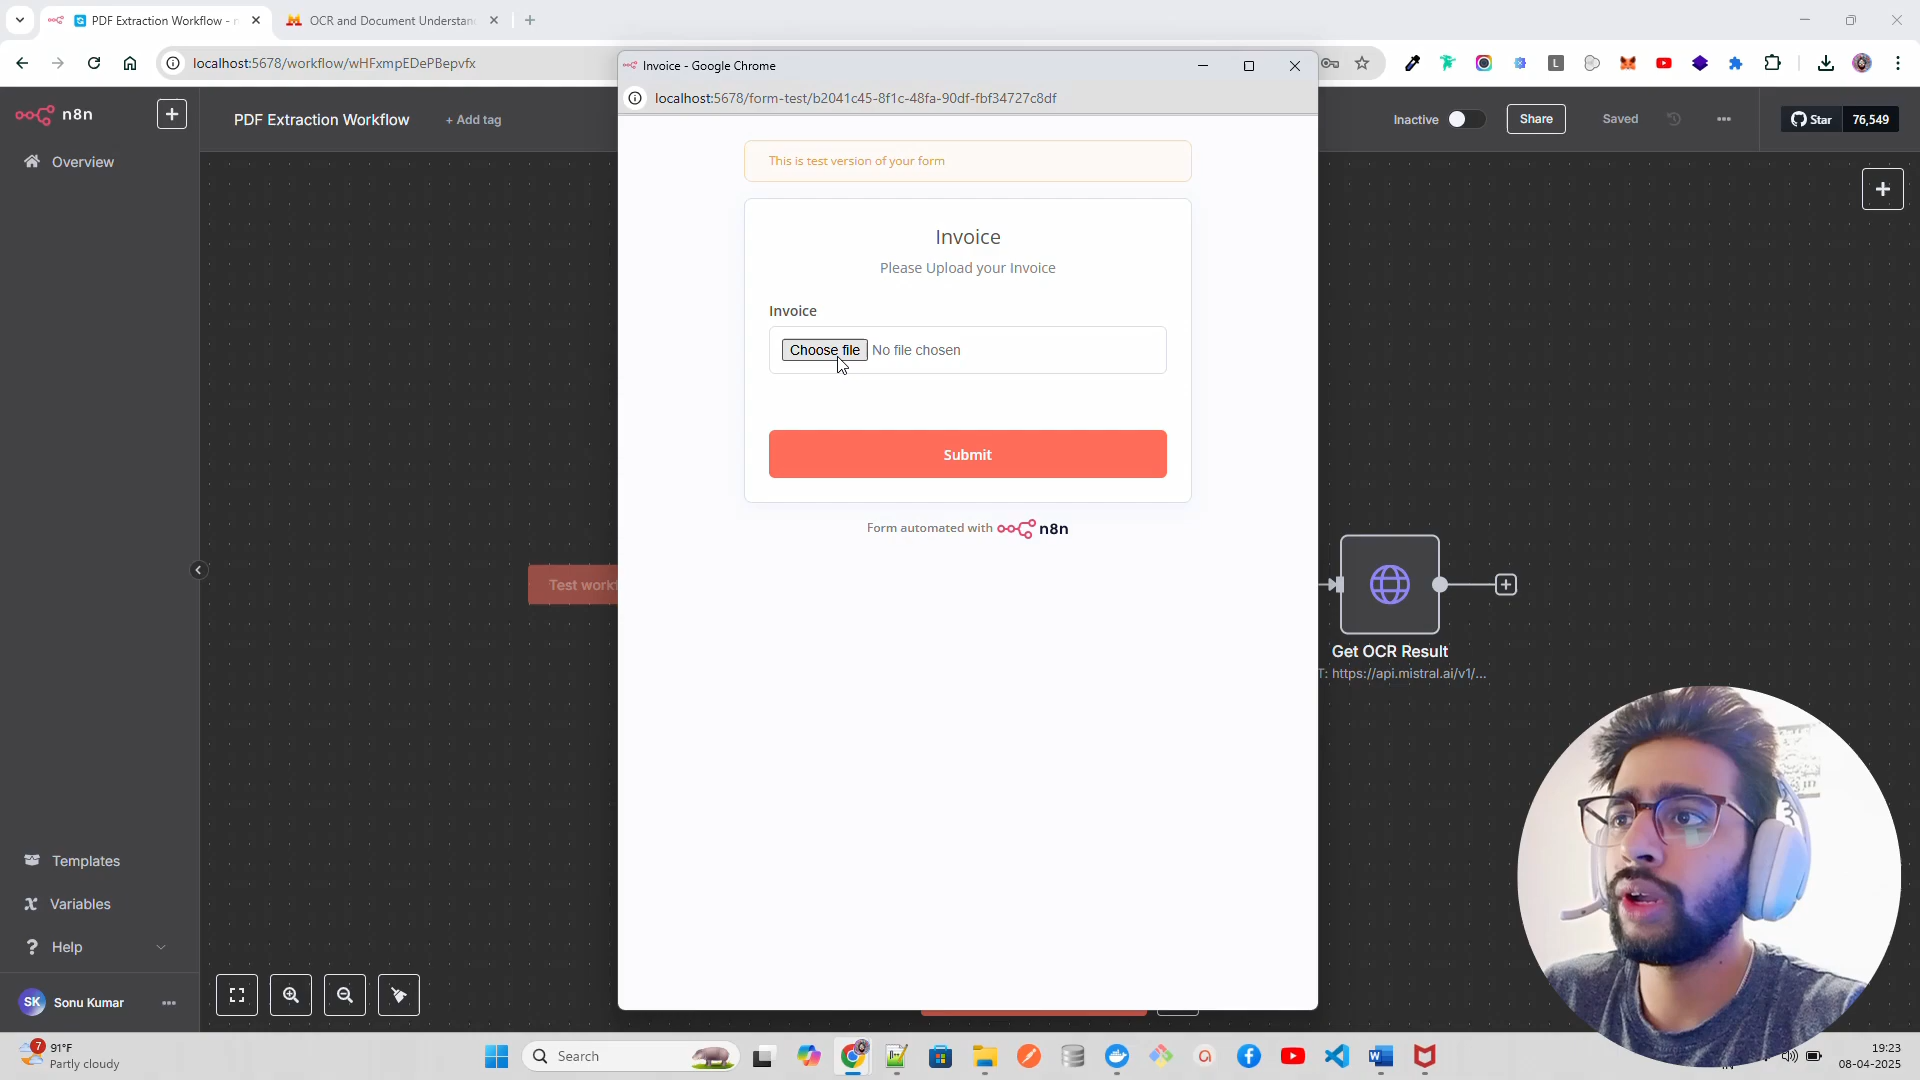 PDF Extraction Workflow - n
OCR and Document Understan
localhost:5678/workflow/wHFxmpEDePBepvfx
L
n8n
Overview
PDF Extraction Workflow
+ Add tag
Inactive
Share
Saved
Star
76,549
Invoice - Google Chrome
localhost:5678/form-test/b2041c45-8f1c-48fa-90df-fbf34727c8df
This is test version of your form
Invoice
Please Upload your Invoice
Invoice
Choose file
No file chosen
Submit
Form automated with n8n
Test workf
Get OCR Result
T: https://api.mistral.ai/v1/...
Templates
Variables
Help
SK
Sonu Kumar
7
91°F
Partly cloudy
Search
19:23
08-04-2025